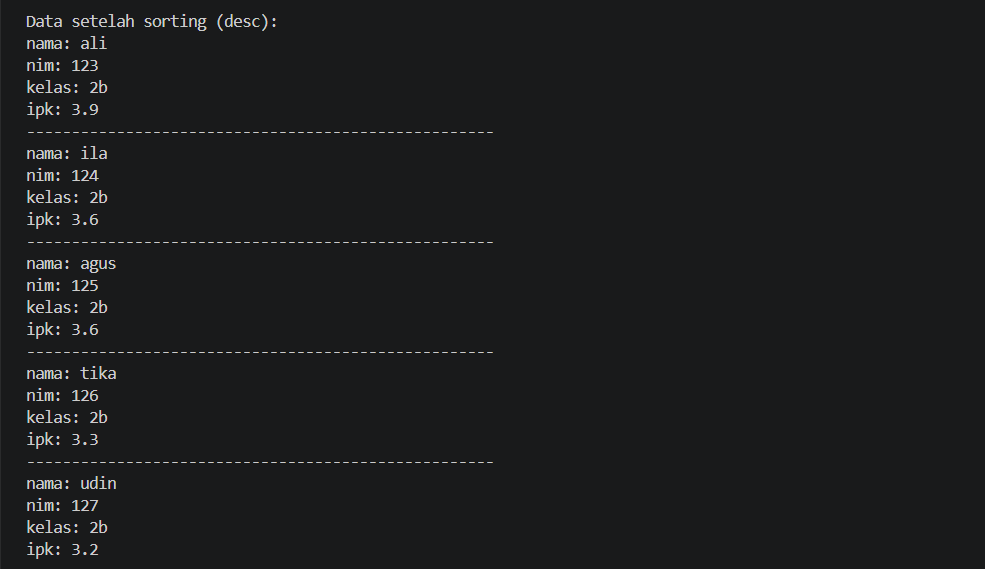 Data setelah sorting (desc):
nama: ali
nim: 123
kelas: 2b
ipk: 3.9
----------------------------------------------------
nama: ila
nim: 124
kelas: 2b
ipk: 3.6
----------------------------------------------------
nama: agus
nim: 125
kelas: 2b
ipk: 3.6
----------------------------------------------------
nama: tika
nim: 126
kelas: 2b
ipk: 3.3
----------------------------------------------------
nama: udin
nim: 127
kelas: 2b
ipk: 3.2